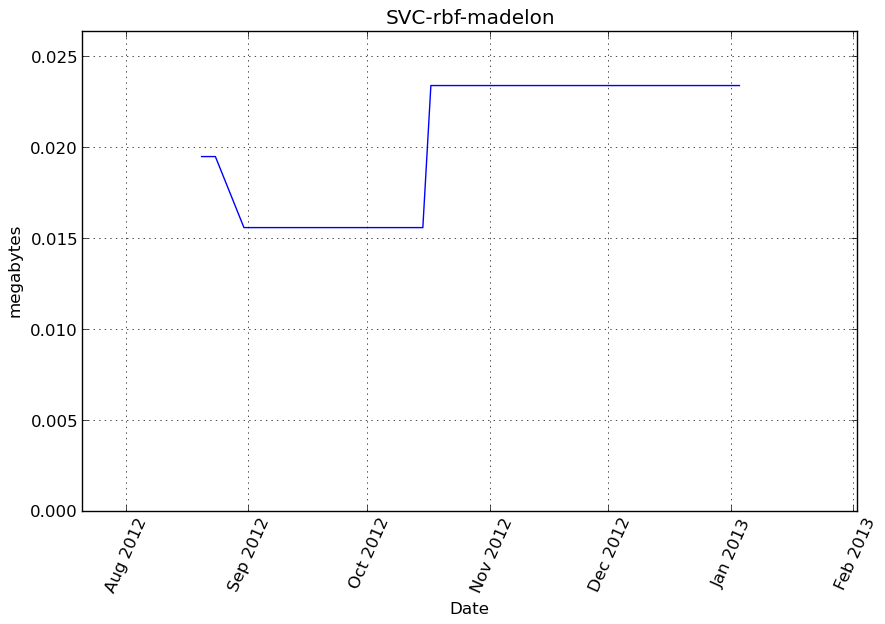 SVC-rbf-madelon
0.025
0.020
0.015
0.010
0.005
0.000
megabytes
Aug 2012
Sep 2012
Oct 2012
Nov 2012
Dec 2012
Jan 2013
Feb 2013
Date